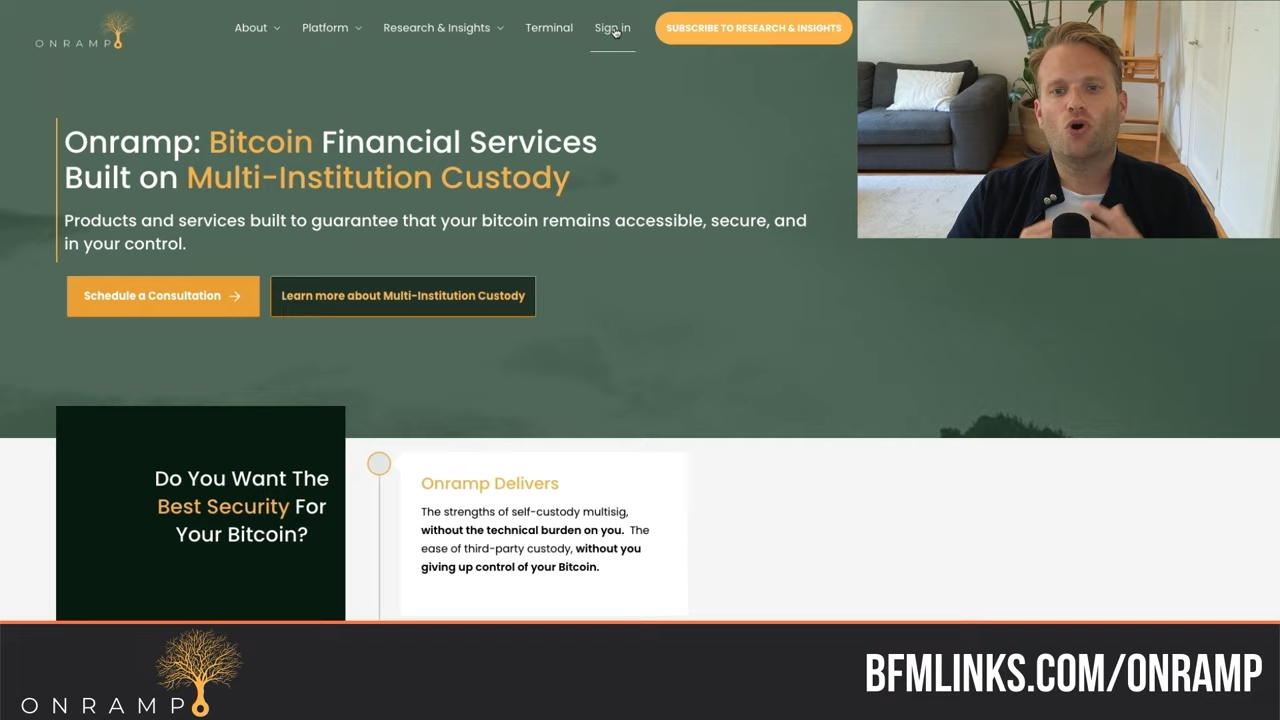 ONRAMP
About
Platform
Research & Insights
Terminal
Sign in
SUBSCRIBE TO RESEARCH & INSIGHTS
Onramp: Bitcoin Financial Services
Built on Multi-Institution Custody
Products and services built to guarantee that your bitcoin remains accessible, secure, and
in your control.
Schedule a Consultation
Learn more about Multi-Institution Custody
Do You Want The
Best Security For
Your Bitcoin?
Onramp Delivers
The strengths of self-custody multisig,
without the technical burden on you. The
ease of third-party custody, without you
giving up control of your Bitcoin.
ONRAMP
BFMLINKS.COM/ONRAMP